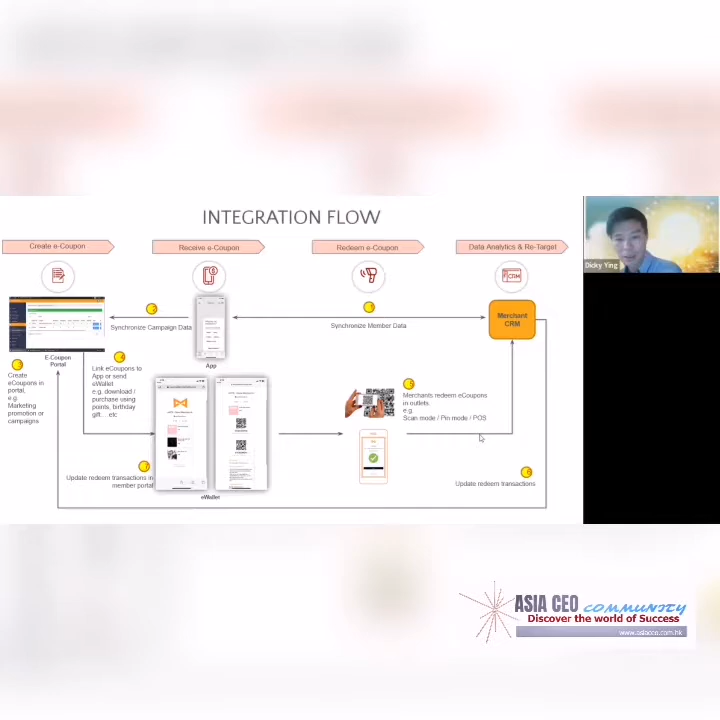 INTEGRATION FLOW
Create e-Coupon
Receive e-Coupon
Redeem e-Coupon
Data Analytics & Re-Target
CRM
Dicky Ying
Synchronize Campaign Data
Synchronize Member Data
Merchant
CRM
E-Coupon
Portal
App
Create
eCoupons in
portal,
e.g
Marketing
promotion or
campaigns
Link eCoupons to
App or send
eWallet
e.g. download /
purchase using
points, birthday
gift.... etc
Merchants redeem eCoupons
in outlets.
e.g
Scan mode / Pin mode / POS
Update redeem transactions in
member portal
Update redeem transactions
eWallet
ASIA CEO COMMUNITY
Discover the world of Success
www.asiaceo.com.hk